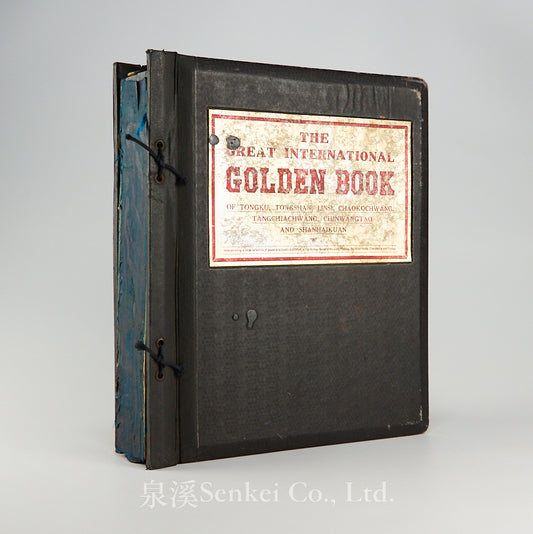 THE
GREAT INTERNATIONAL
GOLDEN BOOK
OF TONGKU, TONGSHAN, LINSI, CHAOKOCHWANG,
TANGCHIACHWANG, CHINWANGTAO
AND SHANHAIKUAN
泉溪Senkei Co., Ltd.